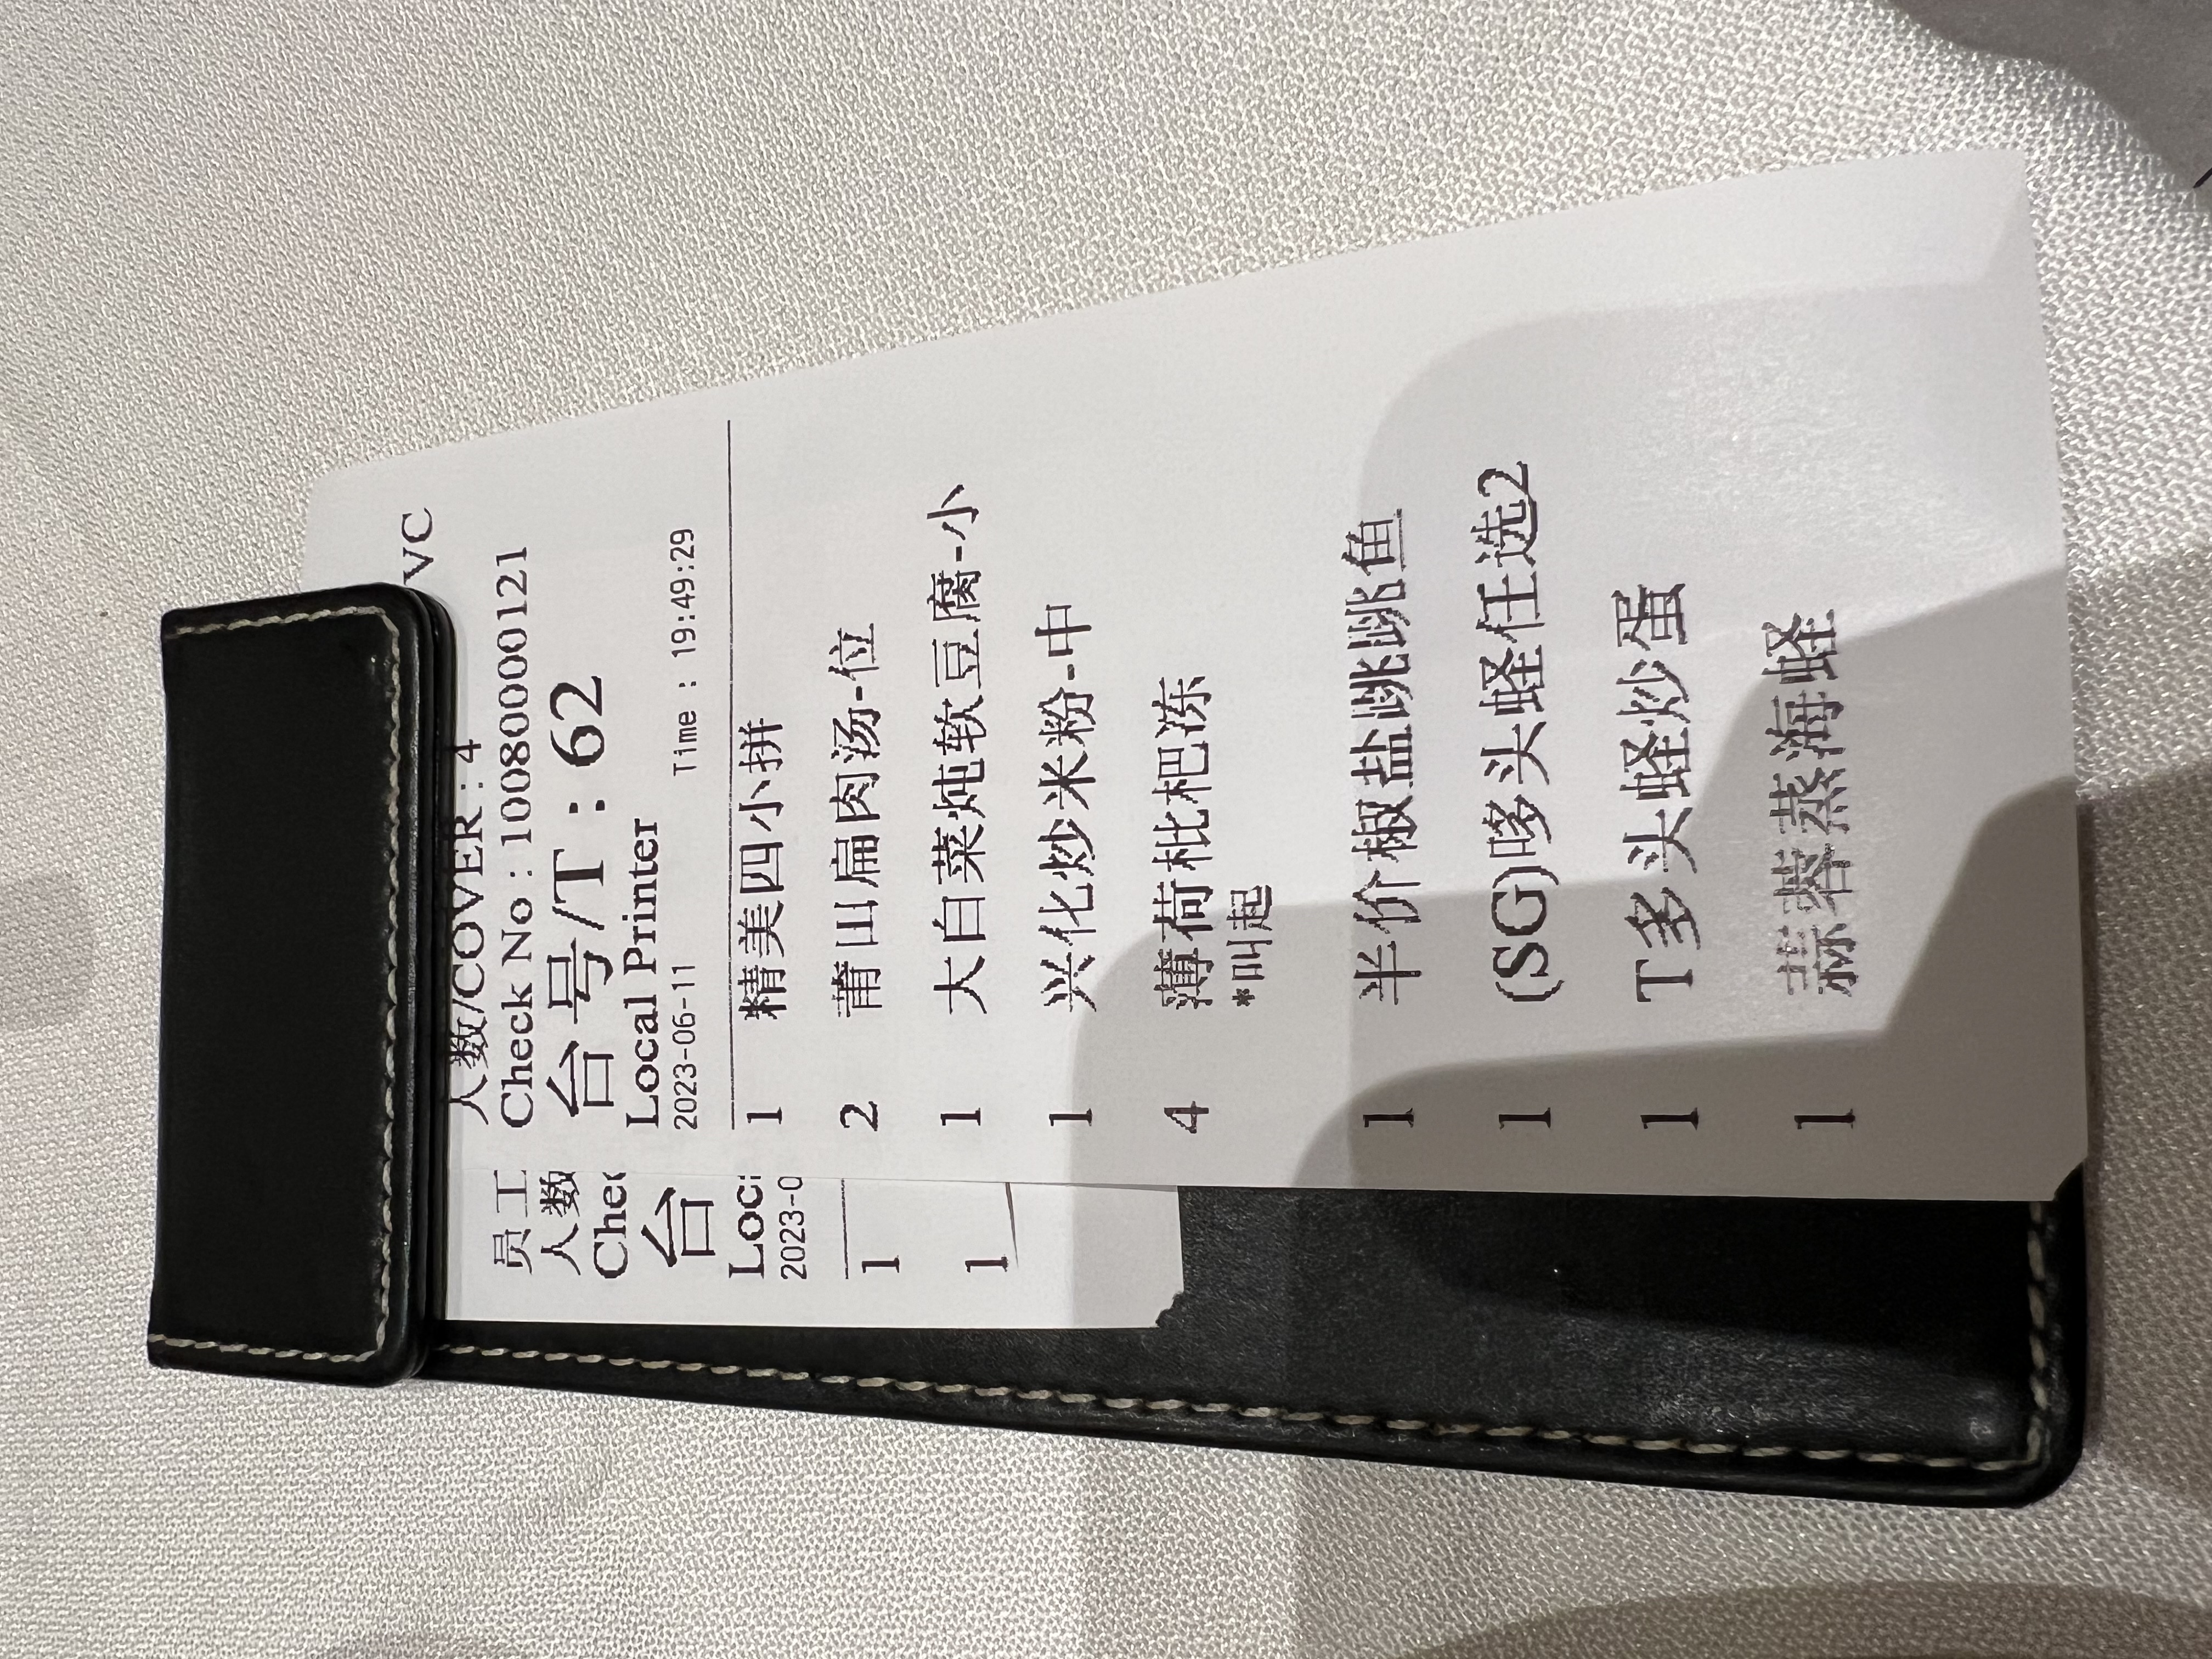 VC
人数/COVER : 4
Check No : 10080000121
台号/T : 62
Local Printer
2023-06-11 Time : 19:49:29
1 精美四小拼
2 莆田扁肉汤-位
1 大白菜炖软豆腐-小
1 兴化炒米粉-中
4 薄荷枇杷冻
*叫起
1 半价椒盐跳跳鱼
1 (SG)哆头蛏任选2
1 T多头蛏炒蛋
1 蒜蓉蒸海蛏
员工
人数
Chec
台
Loc
2023-0
1
1